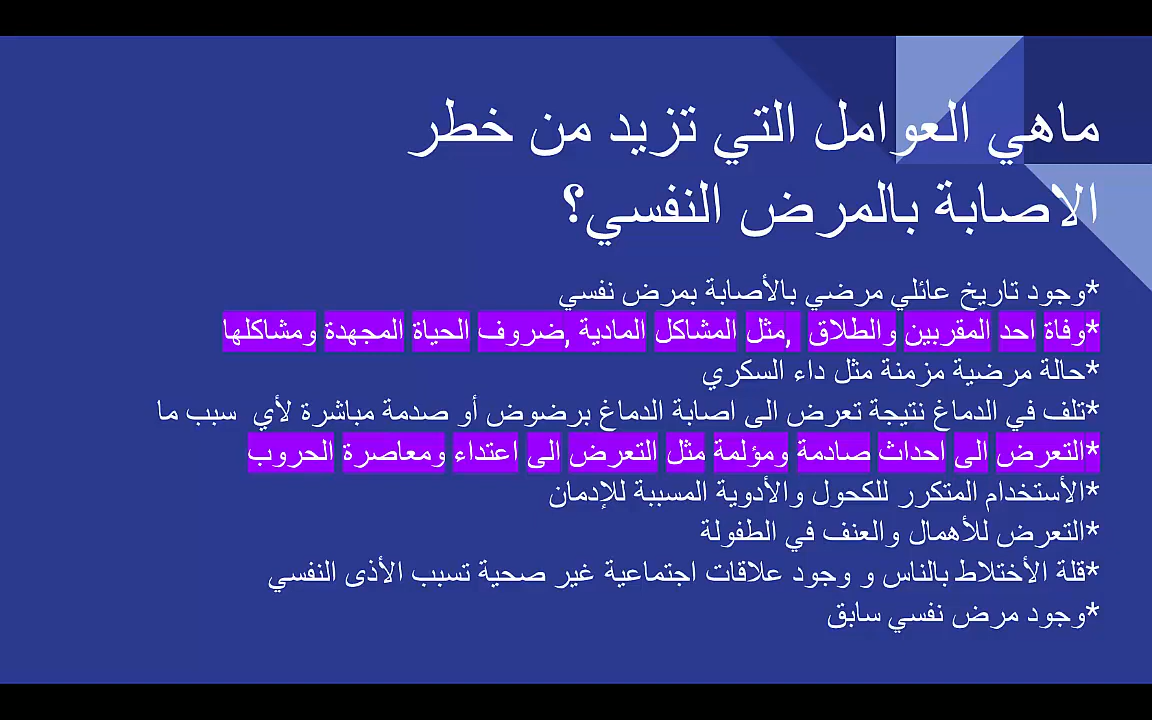 ماهي العوامل التي تزيد من خطر
الاصابة بالمرض النفسي؟
*وجود تاريخ عائلي مرضي بالأصابة بمرض نفسي
*وفاة احد المقربين والطلاق ,مثل المشاكل المادية ,ضروف الحياة المجهدة ومشاكلها
*حالة مرضية مزمنة مثل داء السكري
*تلف في الدماغ نتيجة تعرض الى اصابة الدماغ برضوض أو صدمة مباشرة لأي سبب ما
*التعرض الى احداث صادمة ومؤلمة مثل التعرض الى اعتداء ومعاصرة الحروب
*الأستخدام المتكرر للكحول والأدوية المسببة للإدمان
*التعرض للأهمال والعنف في الطفولة
*قلة الأختلاط بالناس و وجود علاقات اجتماعية غير صحية تسبب الأذى النفسي
*وجود مرض نفسي سابق